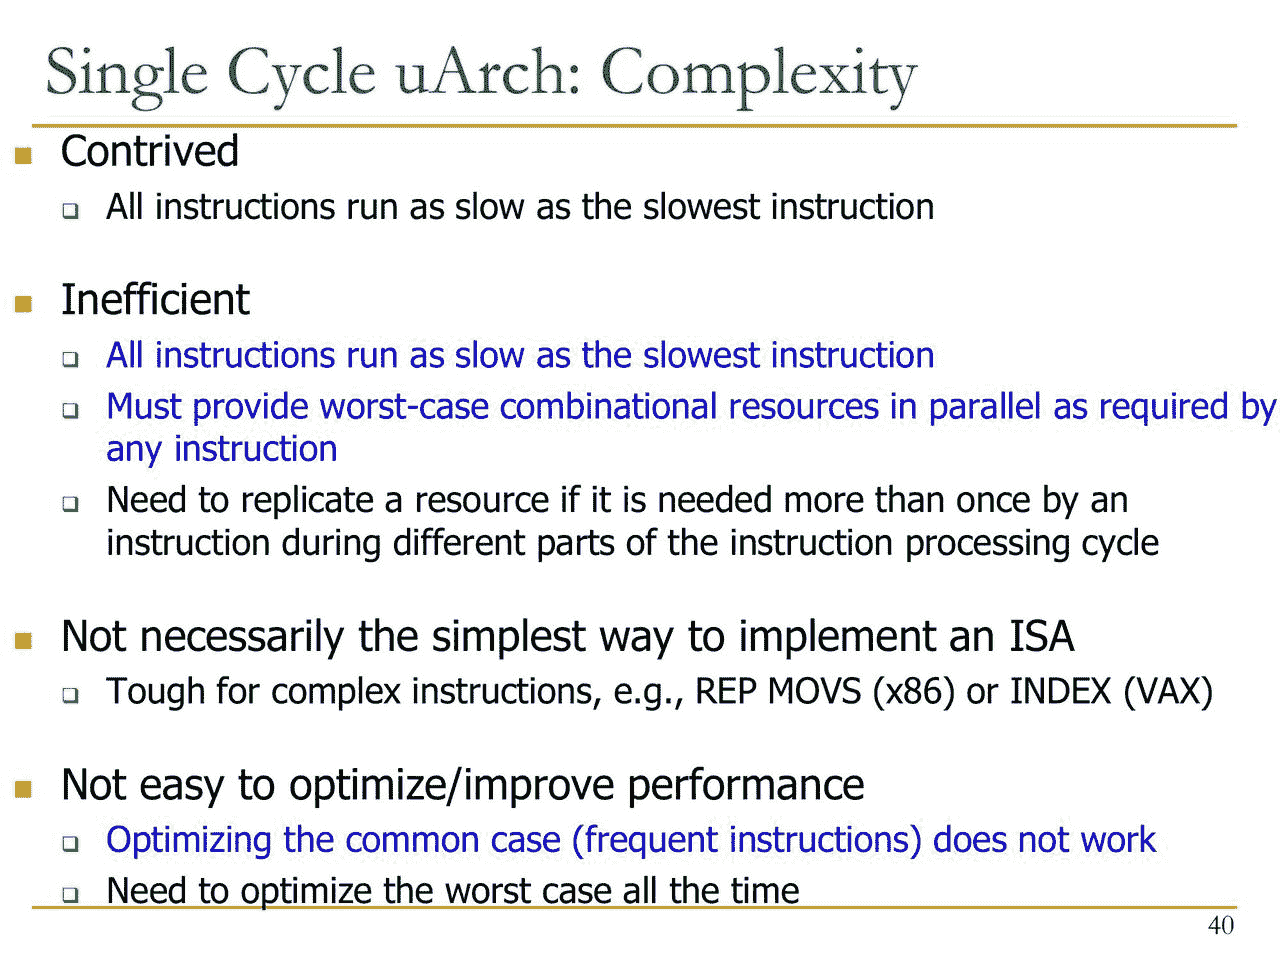 Single Cycle uArch: Complexity
Contrived
All instructions run as slow as the slowest instruction
Inefficient
All instructions run as slow as the slowest instruction
Must provide worst-case combinational resources in parallel as required by
any instruction
Need to replicate a resource if it is needed more than once by an
instruction during different parts of the instruction processing cycle
Not necessarily the simplest way to implement an ISA
Tough for complex instructions, e.g., REP MOVS (x86) or INDEX (VAX)
Not easy to optimize/improve performance
Optimizing the common case (frequent instructions) does not work
Need to optimize the worst case all the time
40